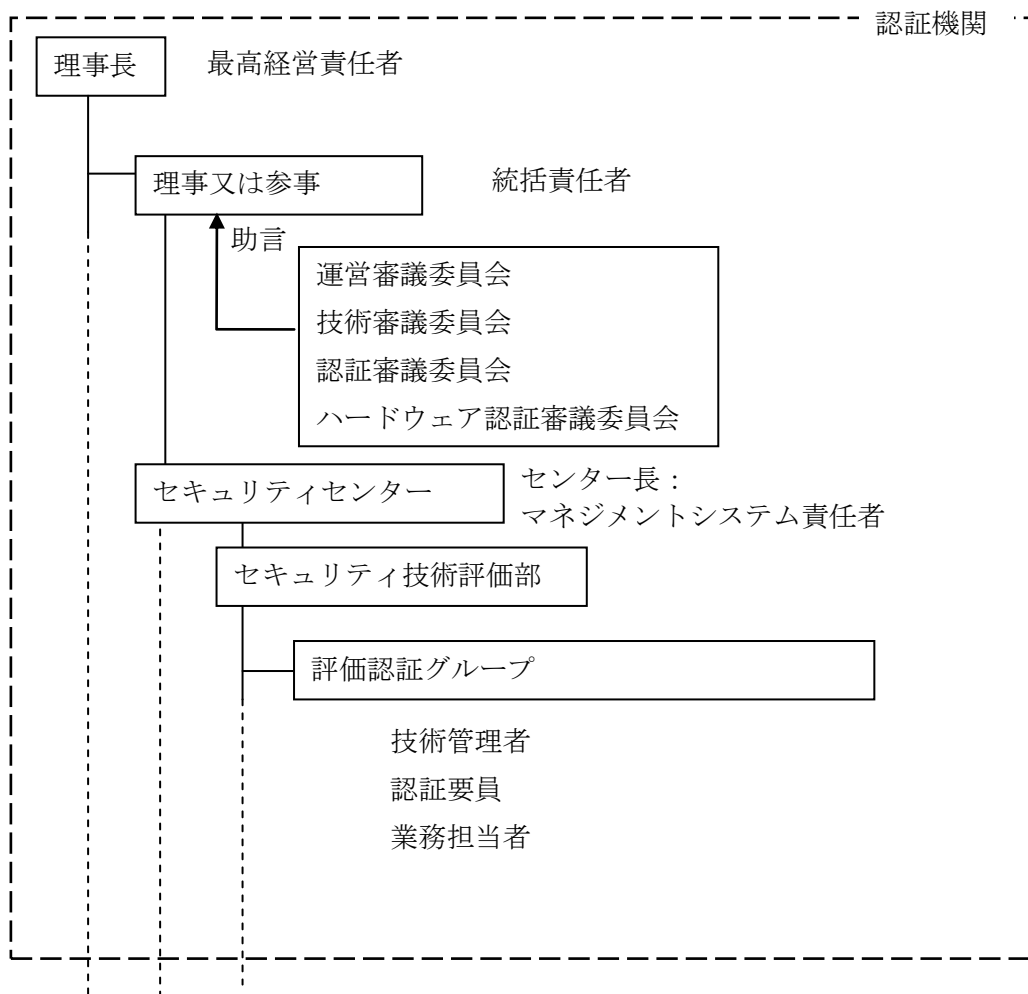 認証機関
理事長
最高経営責任者
理事又は参事
統括責任者
助言
運営審議委員会
技術審議委員会
認証審議委員会
ハードウェア認証審議委員会
セキュリティセンター
センター長：
マネジメントシステム責任者
セキュリティ技術評価部
評価認証グループ
技術管理者
認証要員
業務担当者